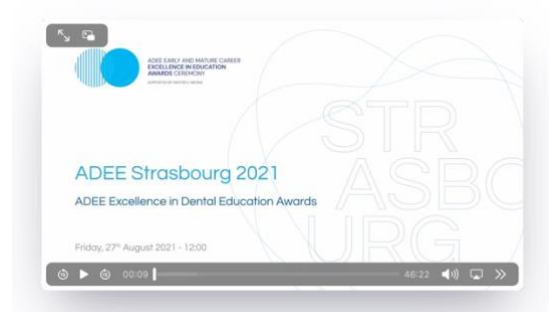 ADEE EARLY AND MATURE CAREER
EXCELLENCE IN EDUCATION
AWARDS CEREMONY
STR
ASBO
URG
ADEE Strasbourg 2021
ADEE Excellence in Dental Education Awards
Friday, 27th August 2021 - 12:00
00:09
46:22